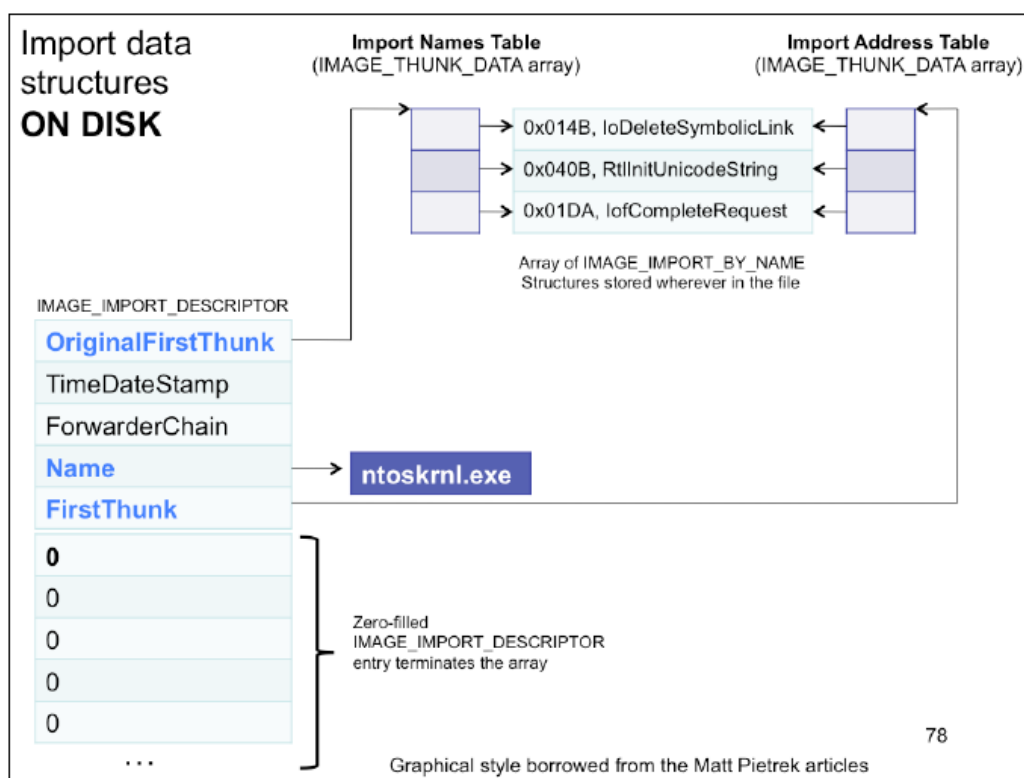 Import data
structures
ON DISK
Import Names Table
(IMAGE_THUNK_DATA array)
Import Address Table
(IMAGE_THUNK_DATA array)
0x014B, IoDeleteSymbolicLink
0x040B, RtlInitUnicodeString
0x01DA, IofCompleteRequest
Array of IMAGE_IMPORT_BY_NAME
Structures stored wherever in the file
IMAGE_IMPORT_DESCRIPTOR
OriginalFirstThunk
TimeDateStamp
ForwarderChain
Name
ntoskrnl.exe
FirstThunk
0
0
0
0
0
...
Zero-filled
IMAGE_IMPORT_DESCRIPTOR
entry terminates the array
78
Graphical style borrowed from the Matt Pietrek articles